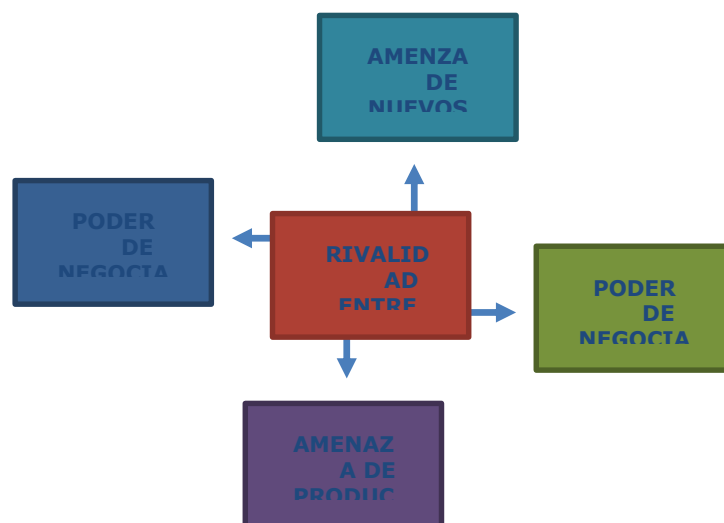 AMENZA
DE
NUEVOS
PODER
DE
NEGOCIA
RIVALID
AD
ENTRE
PODER
DE
NEGOCIA
AMENAZ
A DE
PRODUC